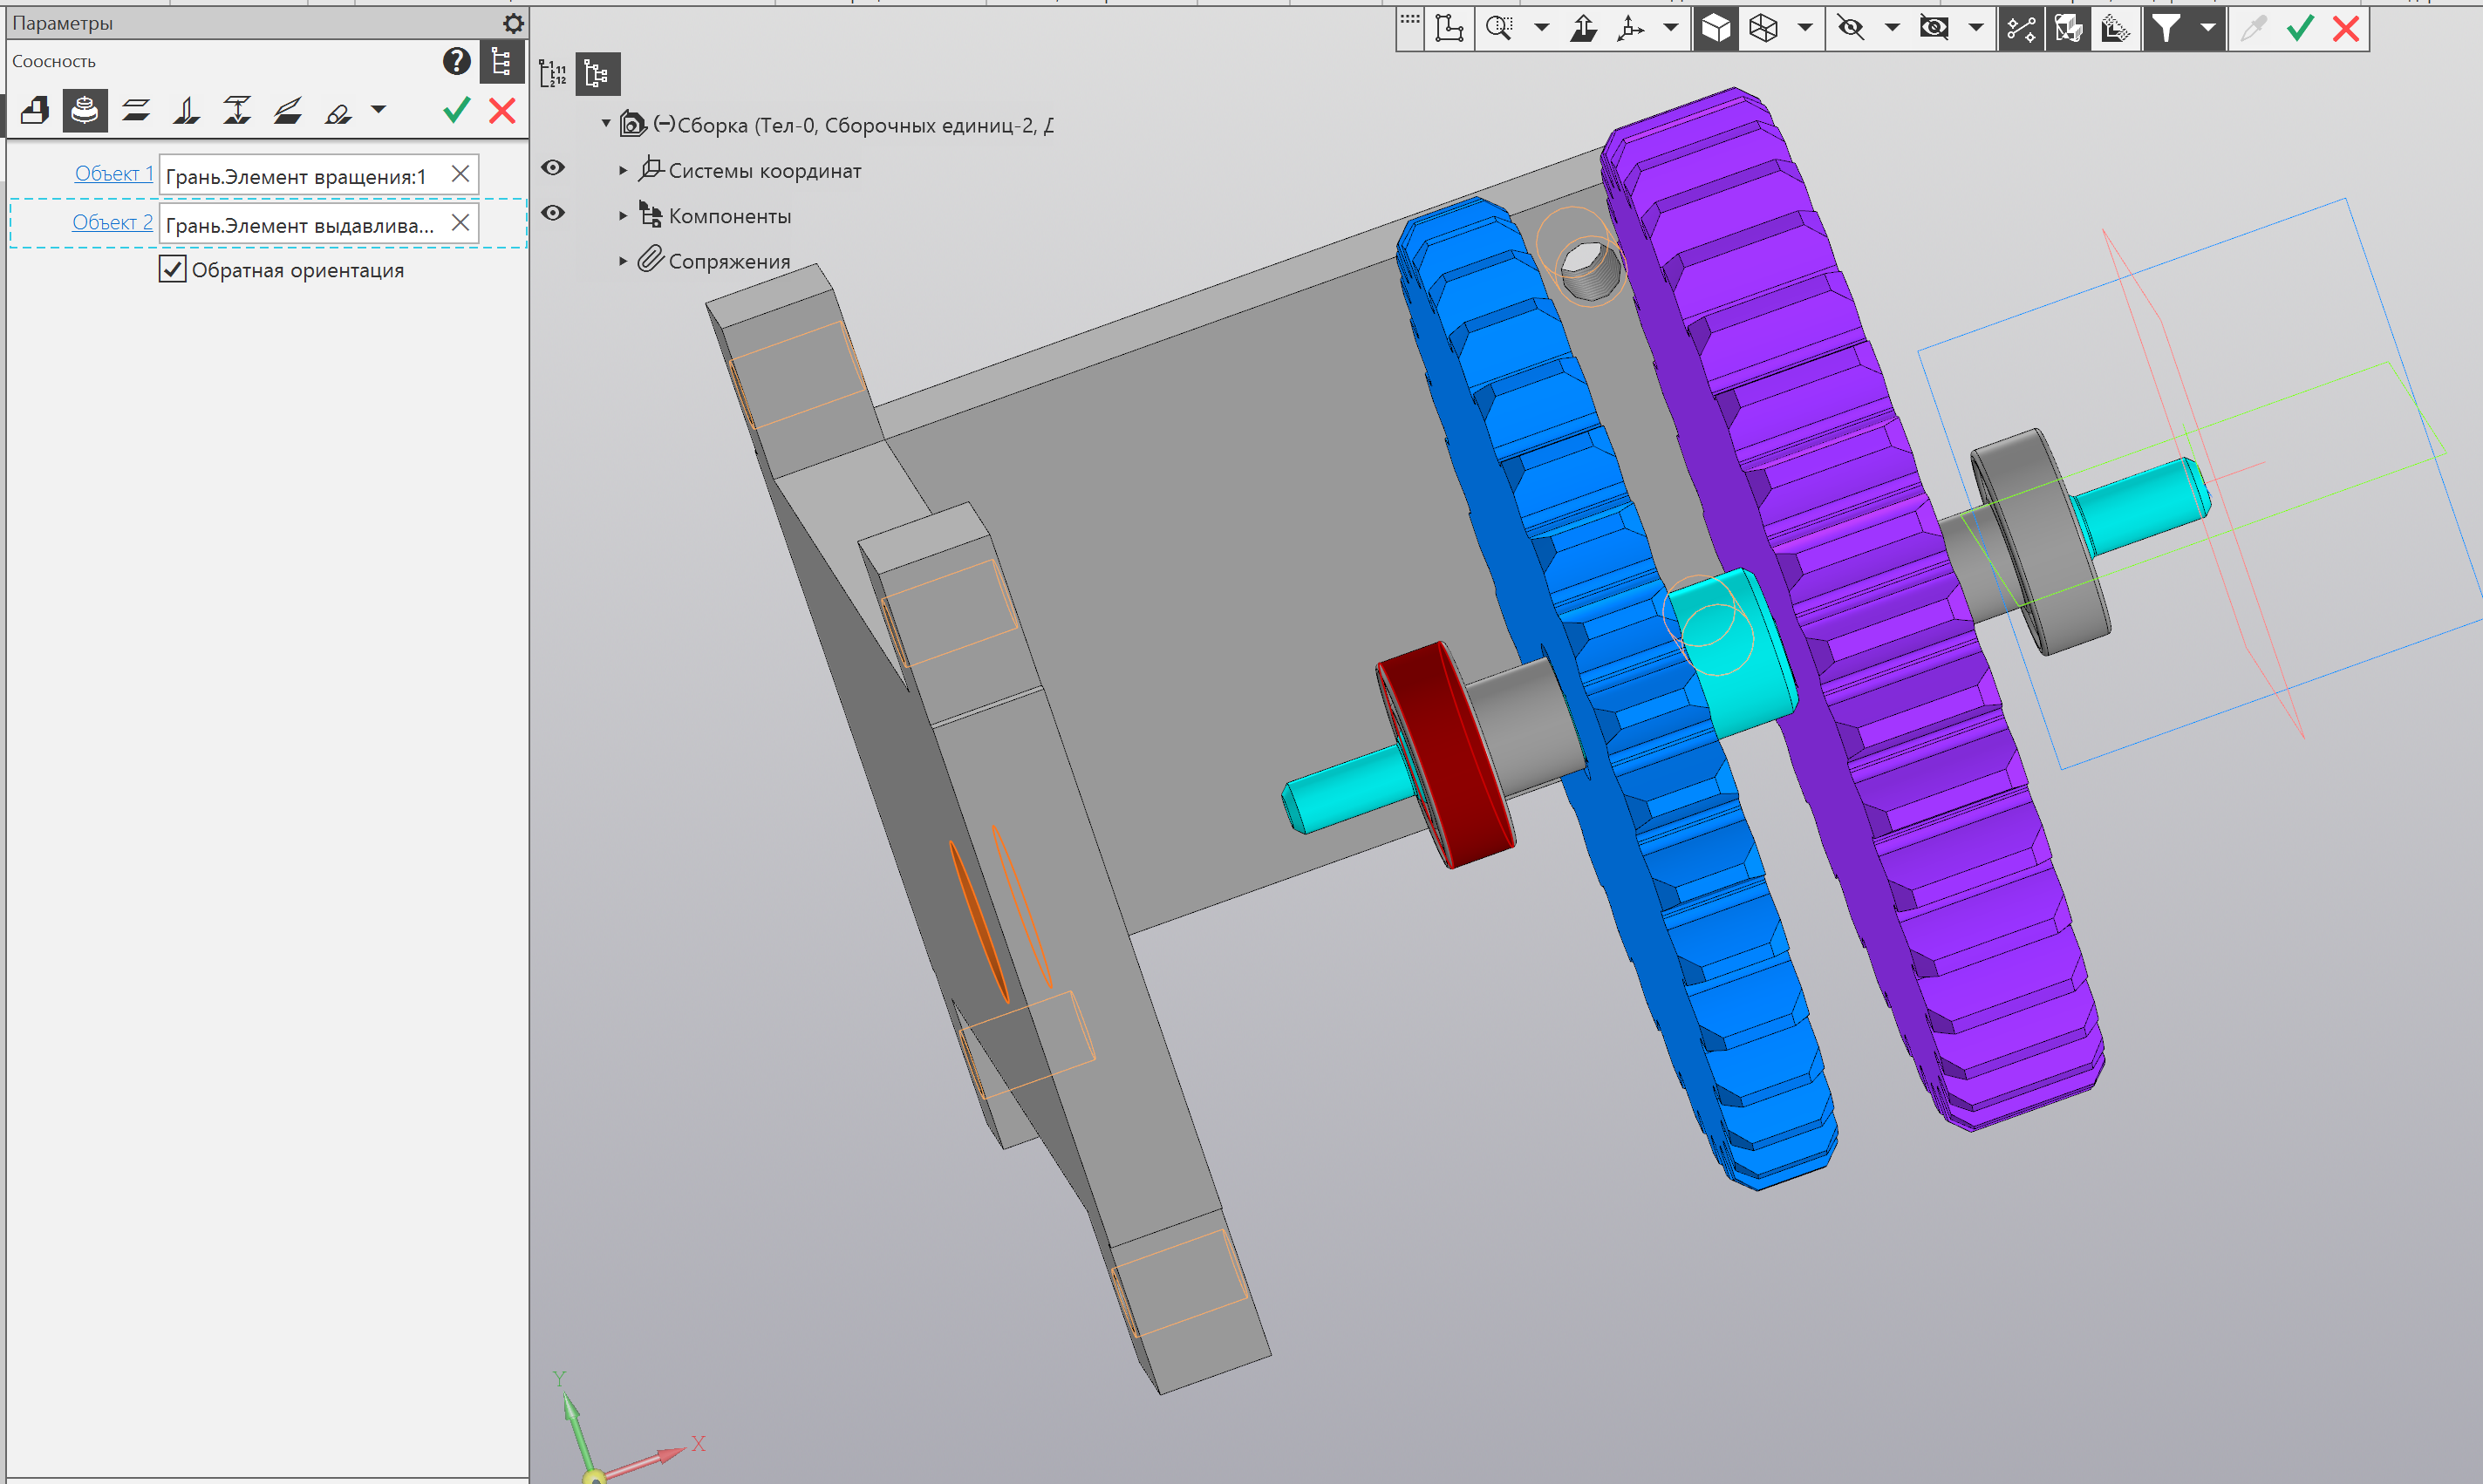 Параметры
Соосность
Объект 1 Грань.Элемент вращения:1
Объект 2 Грань.Элемент выдавлива...
Обратная ориентация
(−)Сборка (Тел-0, Сборочных единиц-2, Д
Системы координат
Компоненты
Сопряжения
Y
X